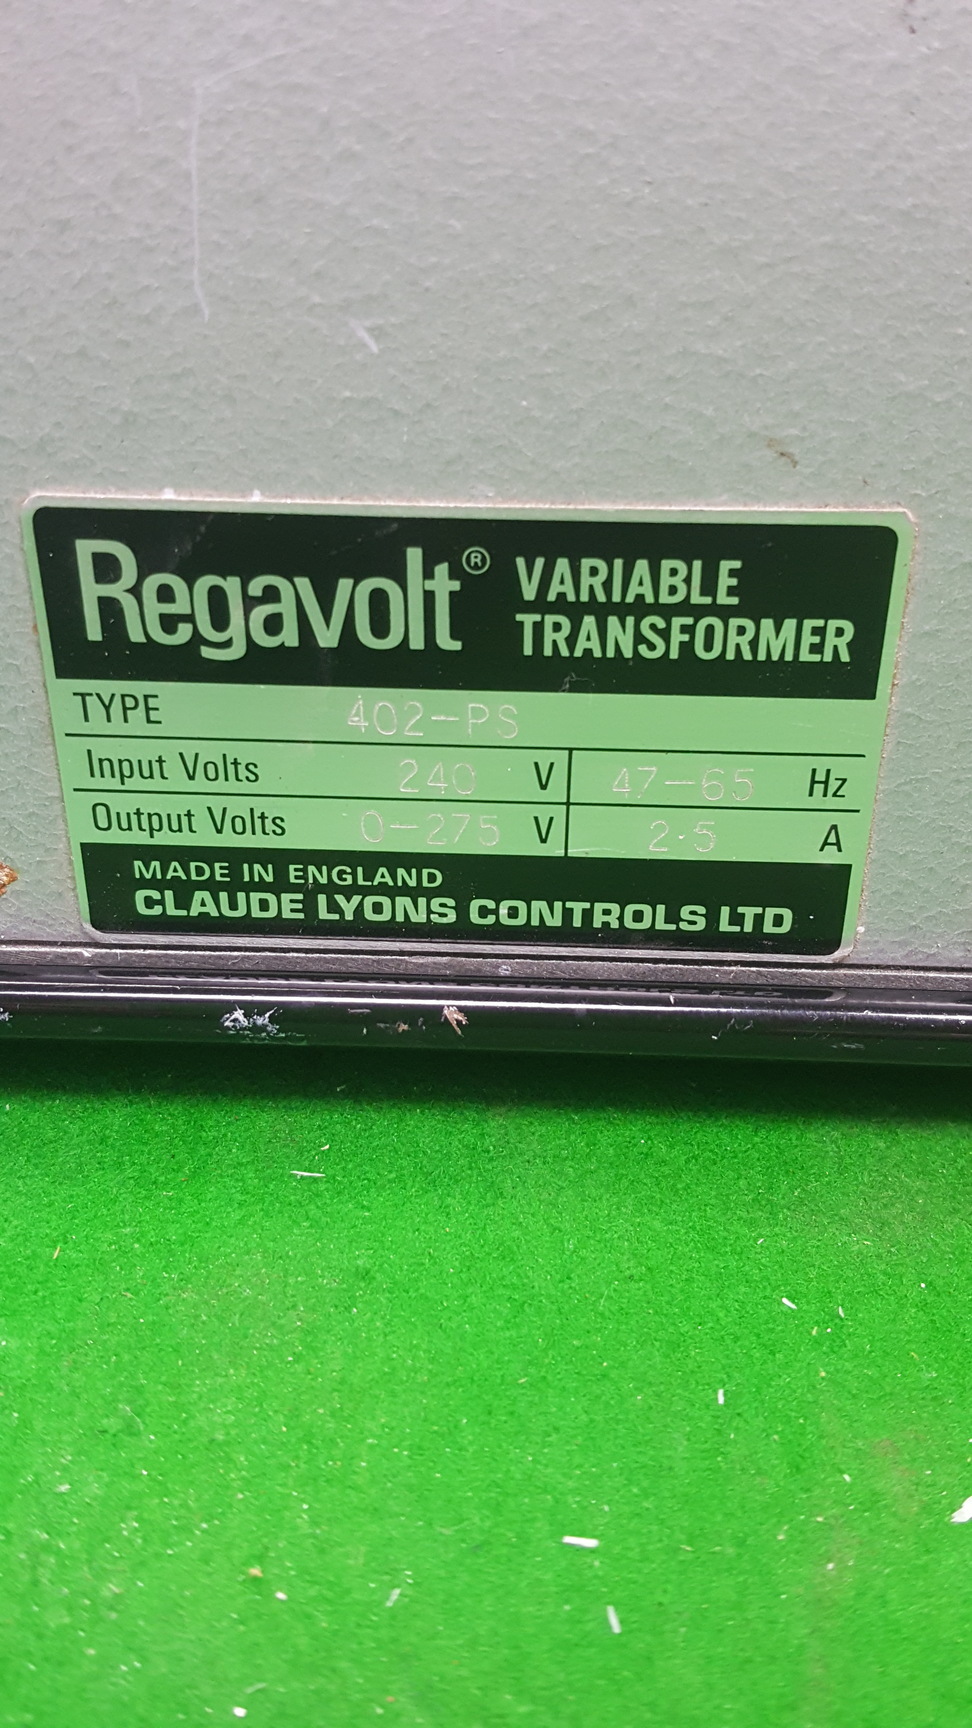 Regavolt® VARIABLE TRANSFORMER
TYPE 402-PS
Input Volts 240 V 47-65 Hz
Output Volts 0-275 V 2·5 A
MADE IN ENGLAND
CLAUDE LYONS CONTROLS LTD